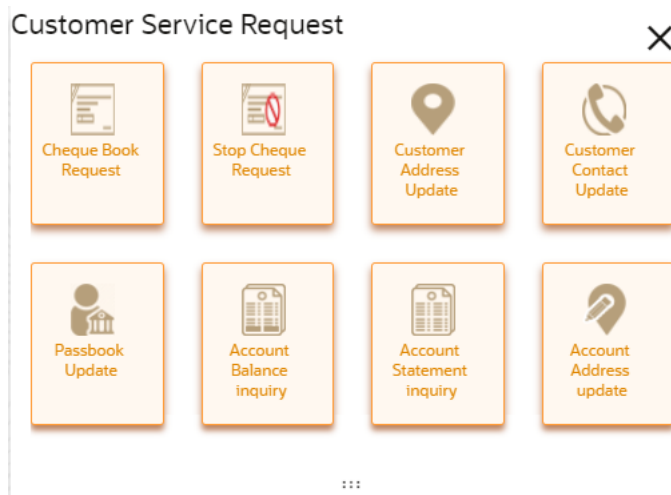 Customer Service Request
Cheque Book
Request
Stop Cheque
Request
Customer
Address
Update
Customer
Contact
Update
Passbook
Update
Account
Balance
inquiry
Account
Statement
inquiry
Account
Address
update